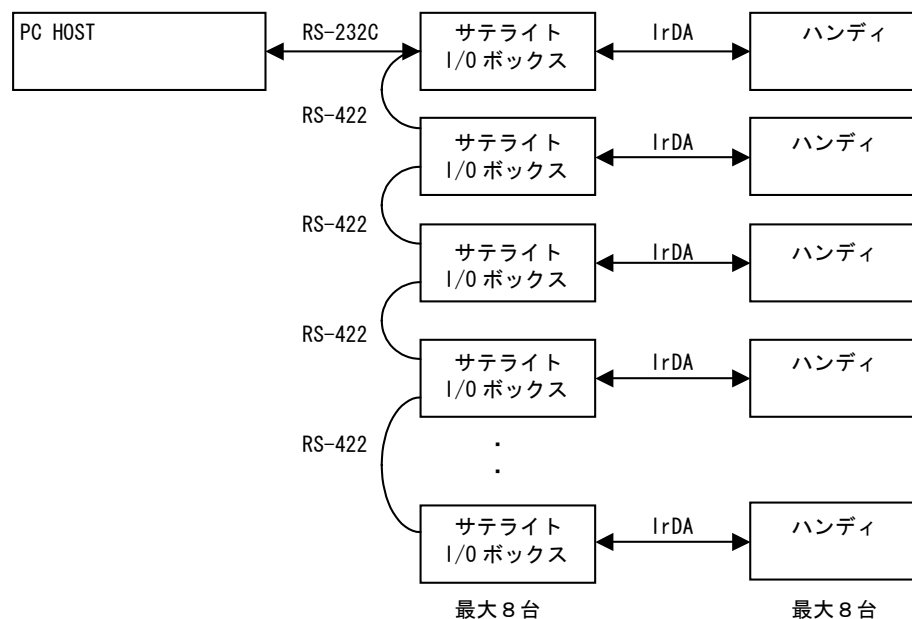 PC HOST
RS-232C
サテライト
I/O ボックス
IrDA
ハンディ
RS-422
サテライト
I/O ボックス
IrDA
ハンディ
RS-422
サテライト
I/O ボックス
IrDA
ハンディ
RS-422
サテライト
I/O ボックス
IrDA
ハンディ
RS-422
・
・
サテライト
I/O ボックス
IrDA
ハンディ
最大８台
最大８台